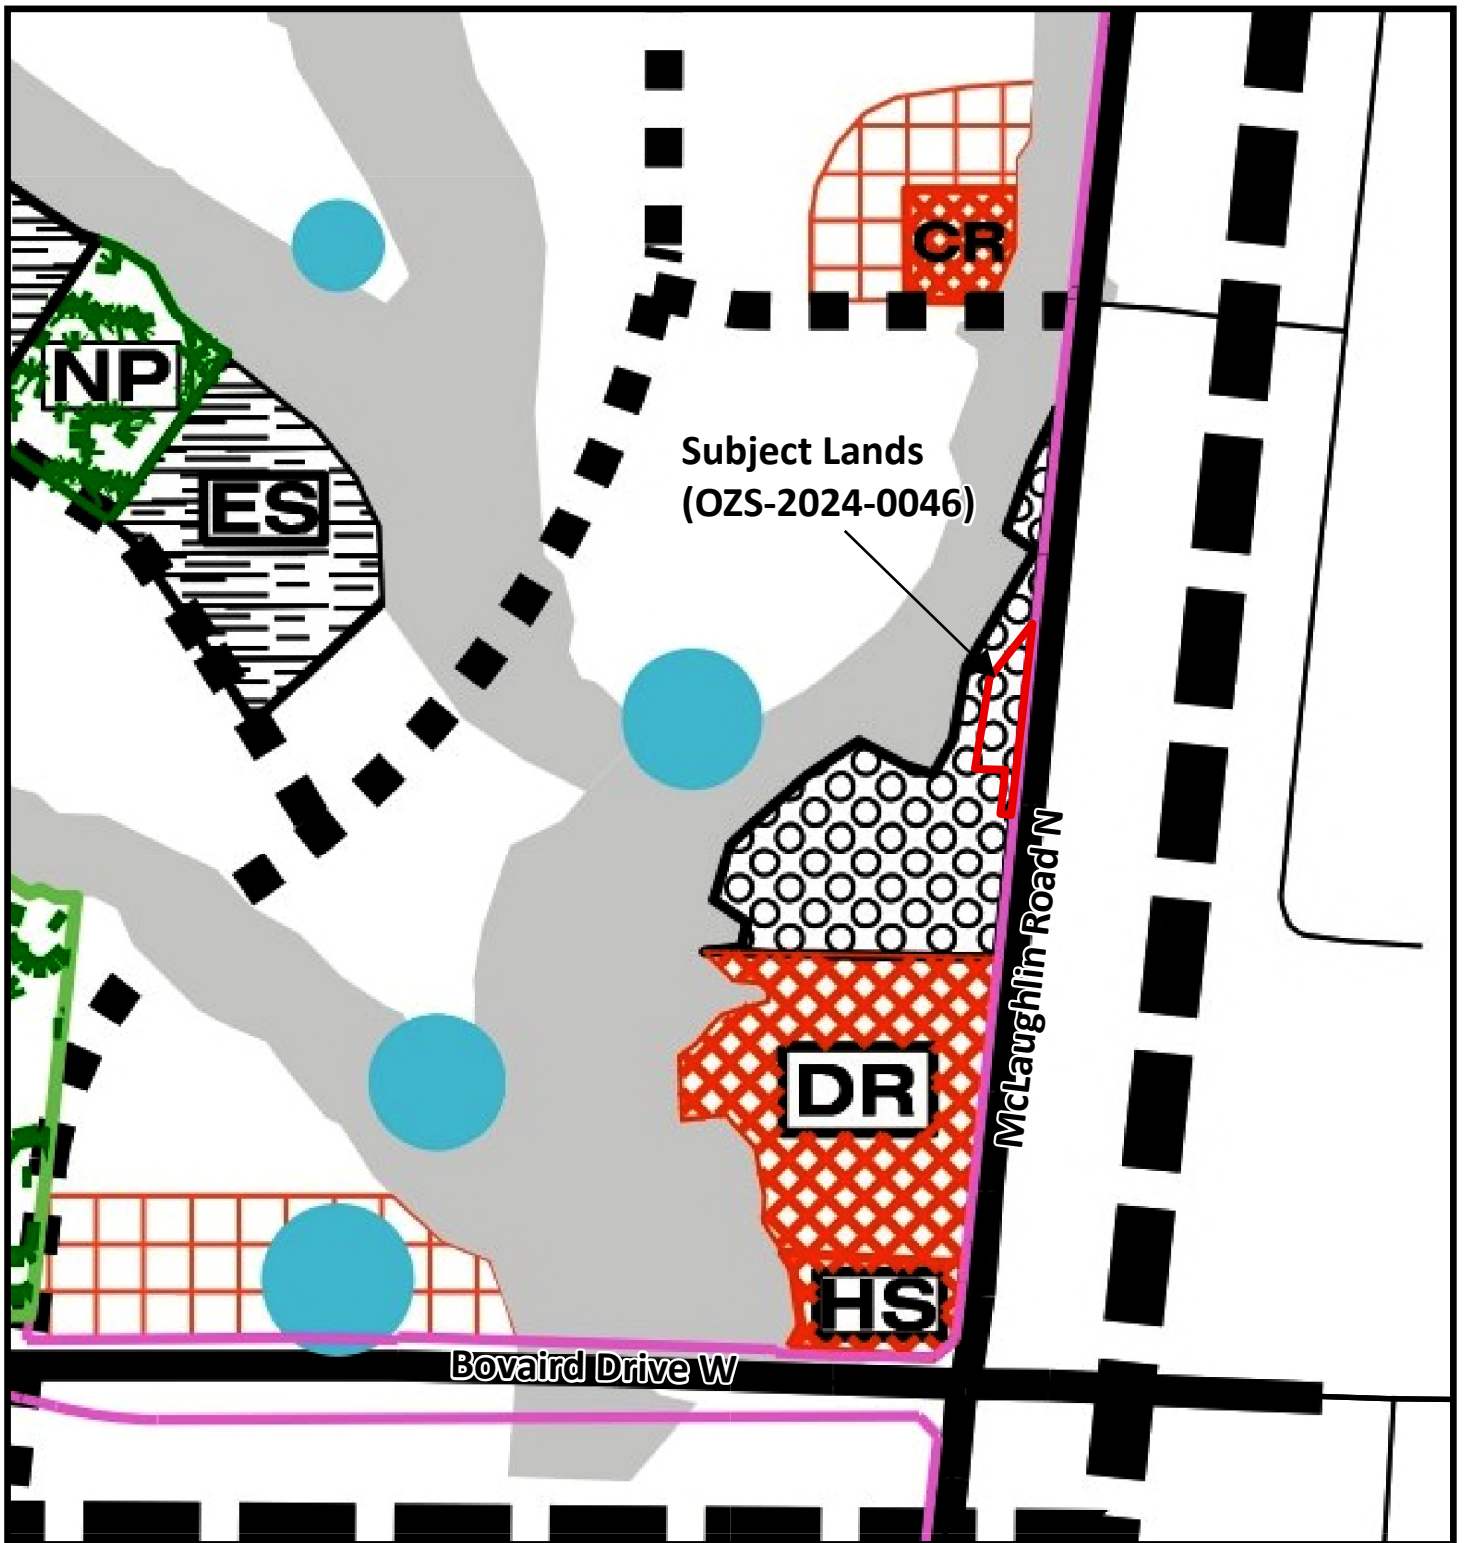 CR
NP
Subject Lands
(OZS-2024-0046)
ES
McLaughlin Road N
DR
HS
Bovaird Drive W